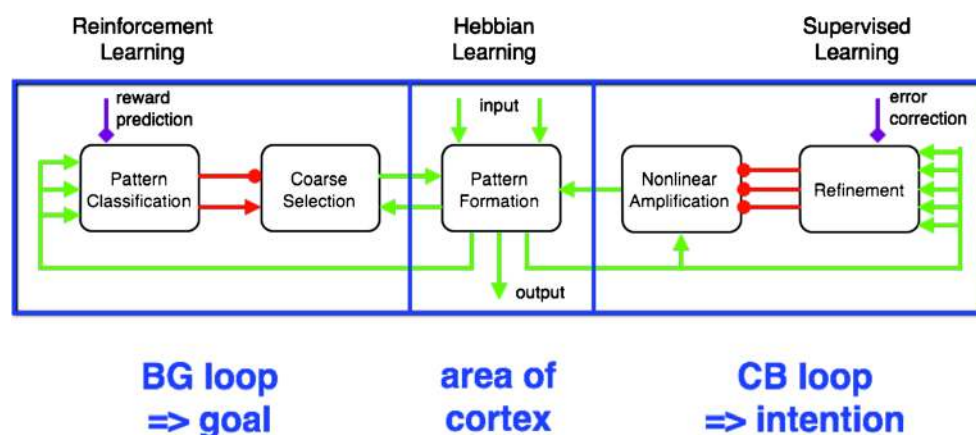 Reinforcement
Learning
Hebbian
Learning
Supervised
Learning
reward
prediction
input
error
correction
Pattern
Classification
Coarse
Selection
Pattern
Formation
Nonlinear
Amplification
Refinement
output
BG loop
=> goal
area of
cortex
CB loop
=> intention